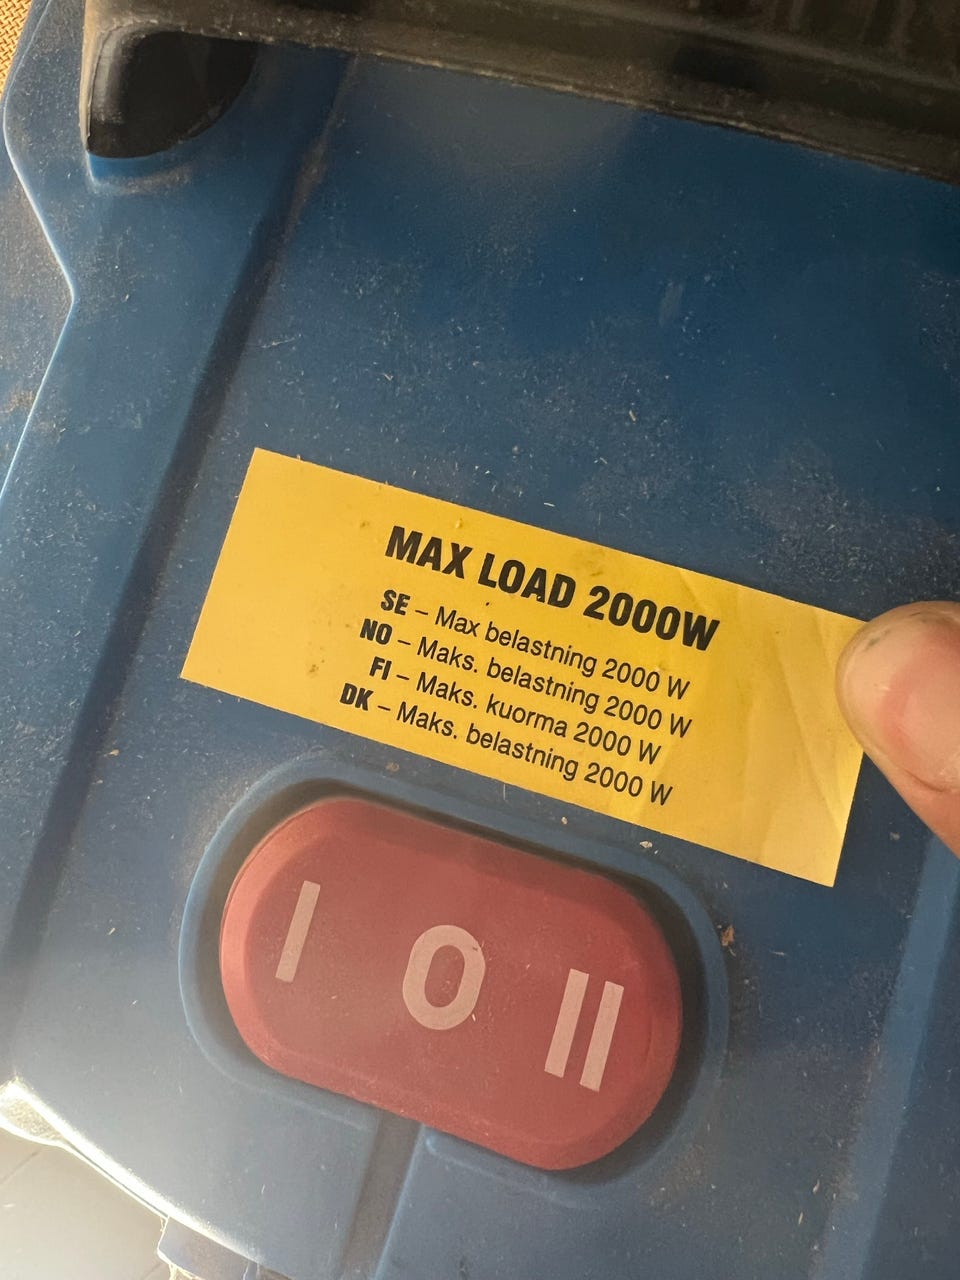 MAX LOAD 2000W
SE – Max belastning 2000 W
NO – Maks. belastning 2000 W
FI – Maks. kuorma 2000 W
DK – Maks. belastning 2000 W
I O II